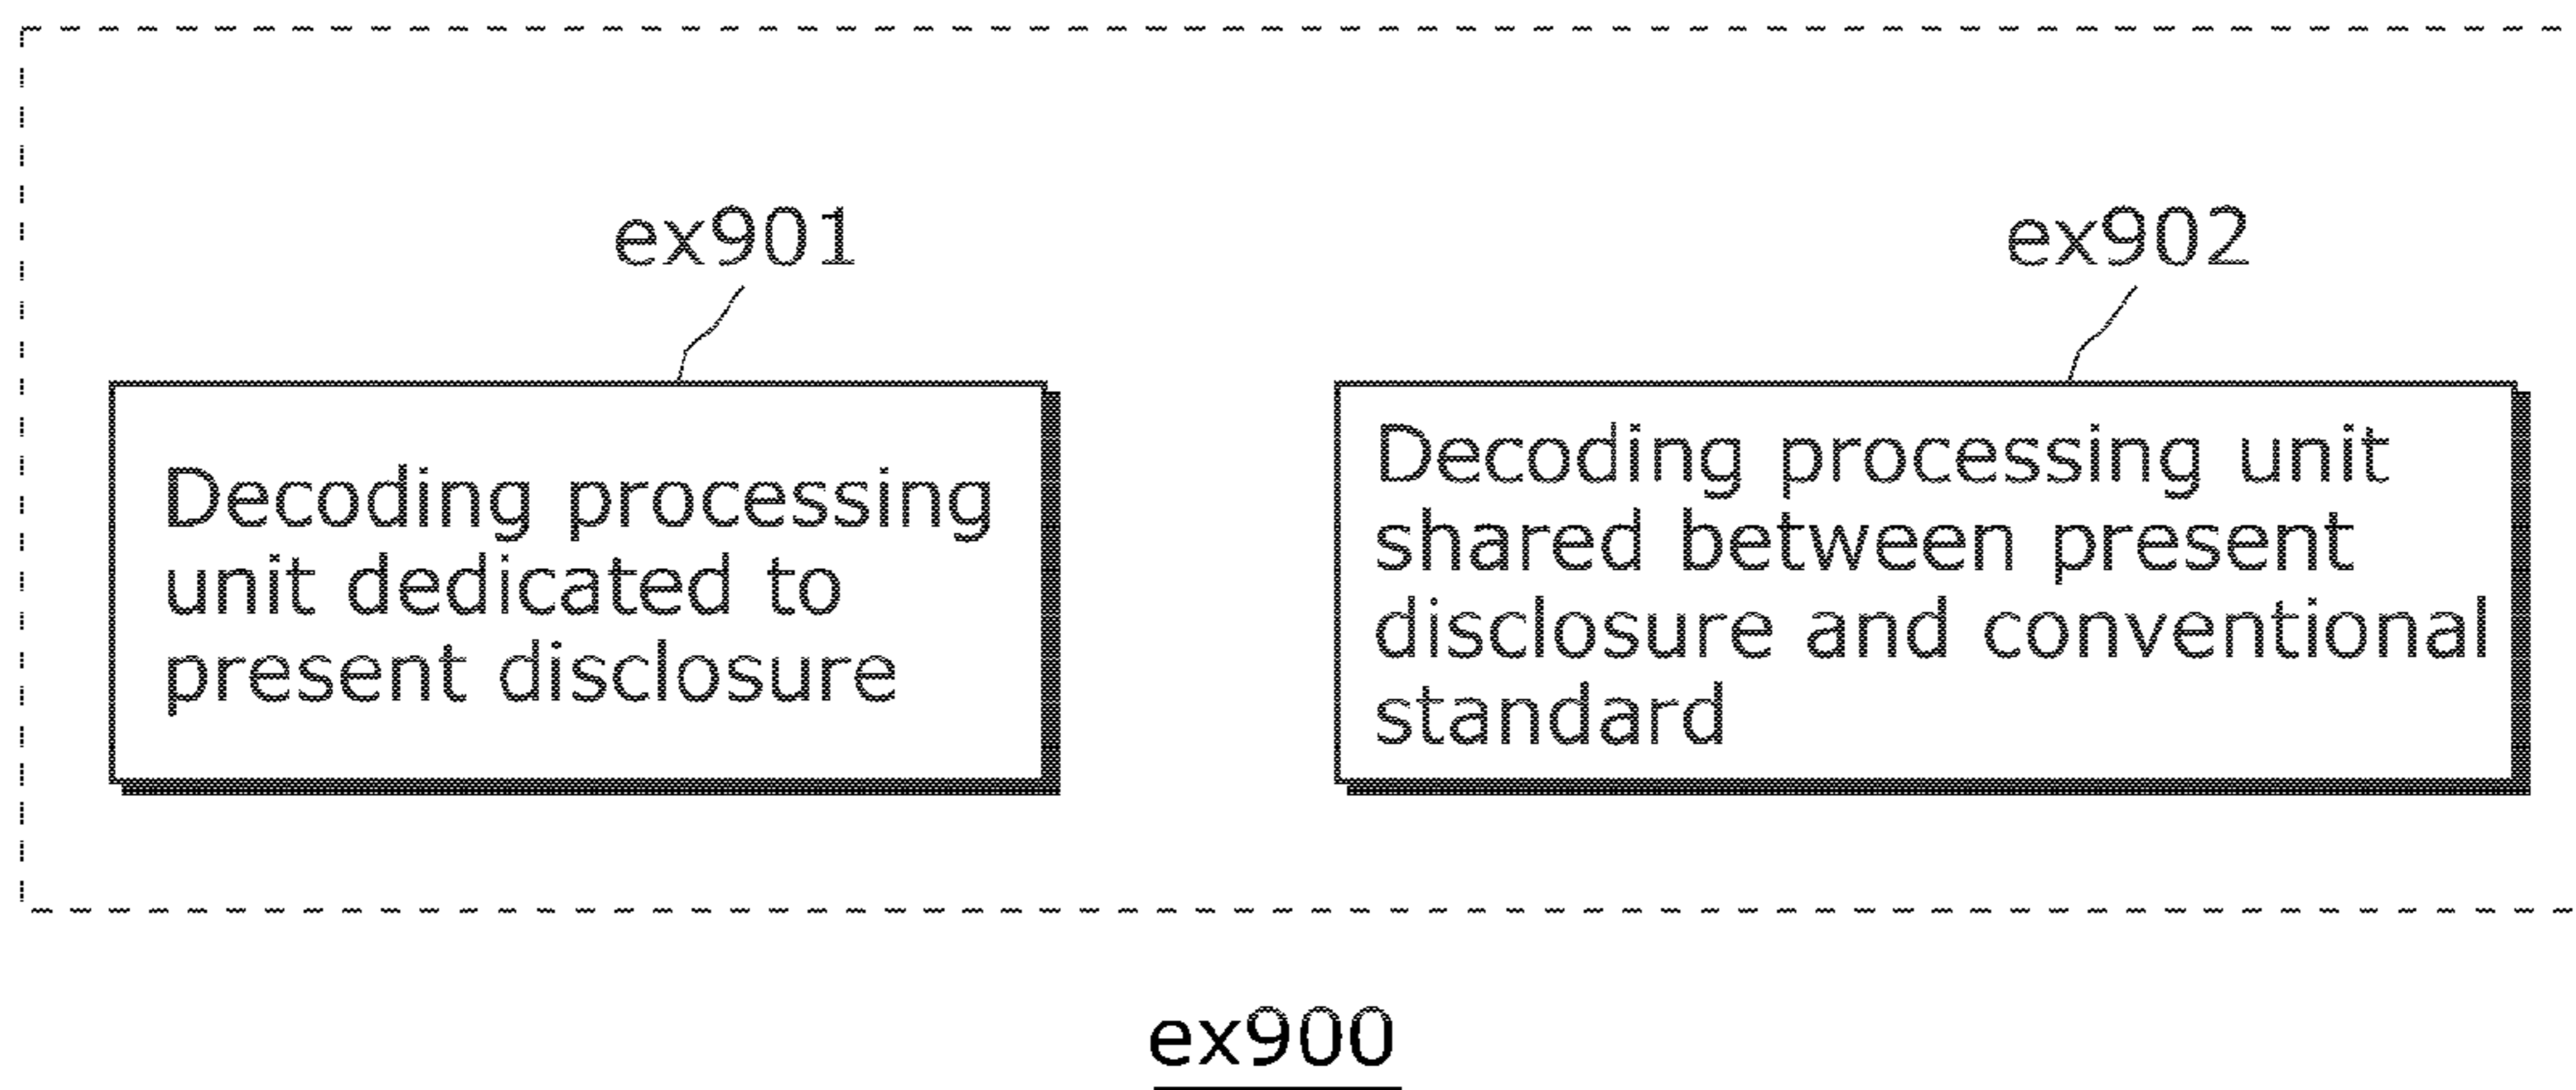 ex901
ex902
Decoding processing
unit dedicated to
present disclosure
Decoding processing unit
shared between present
disclosure and conventional
standard
ex900